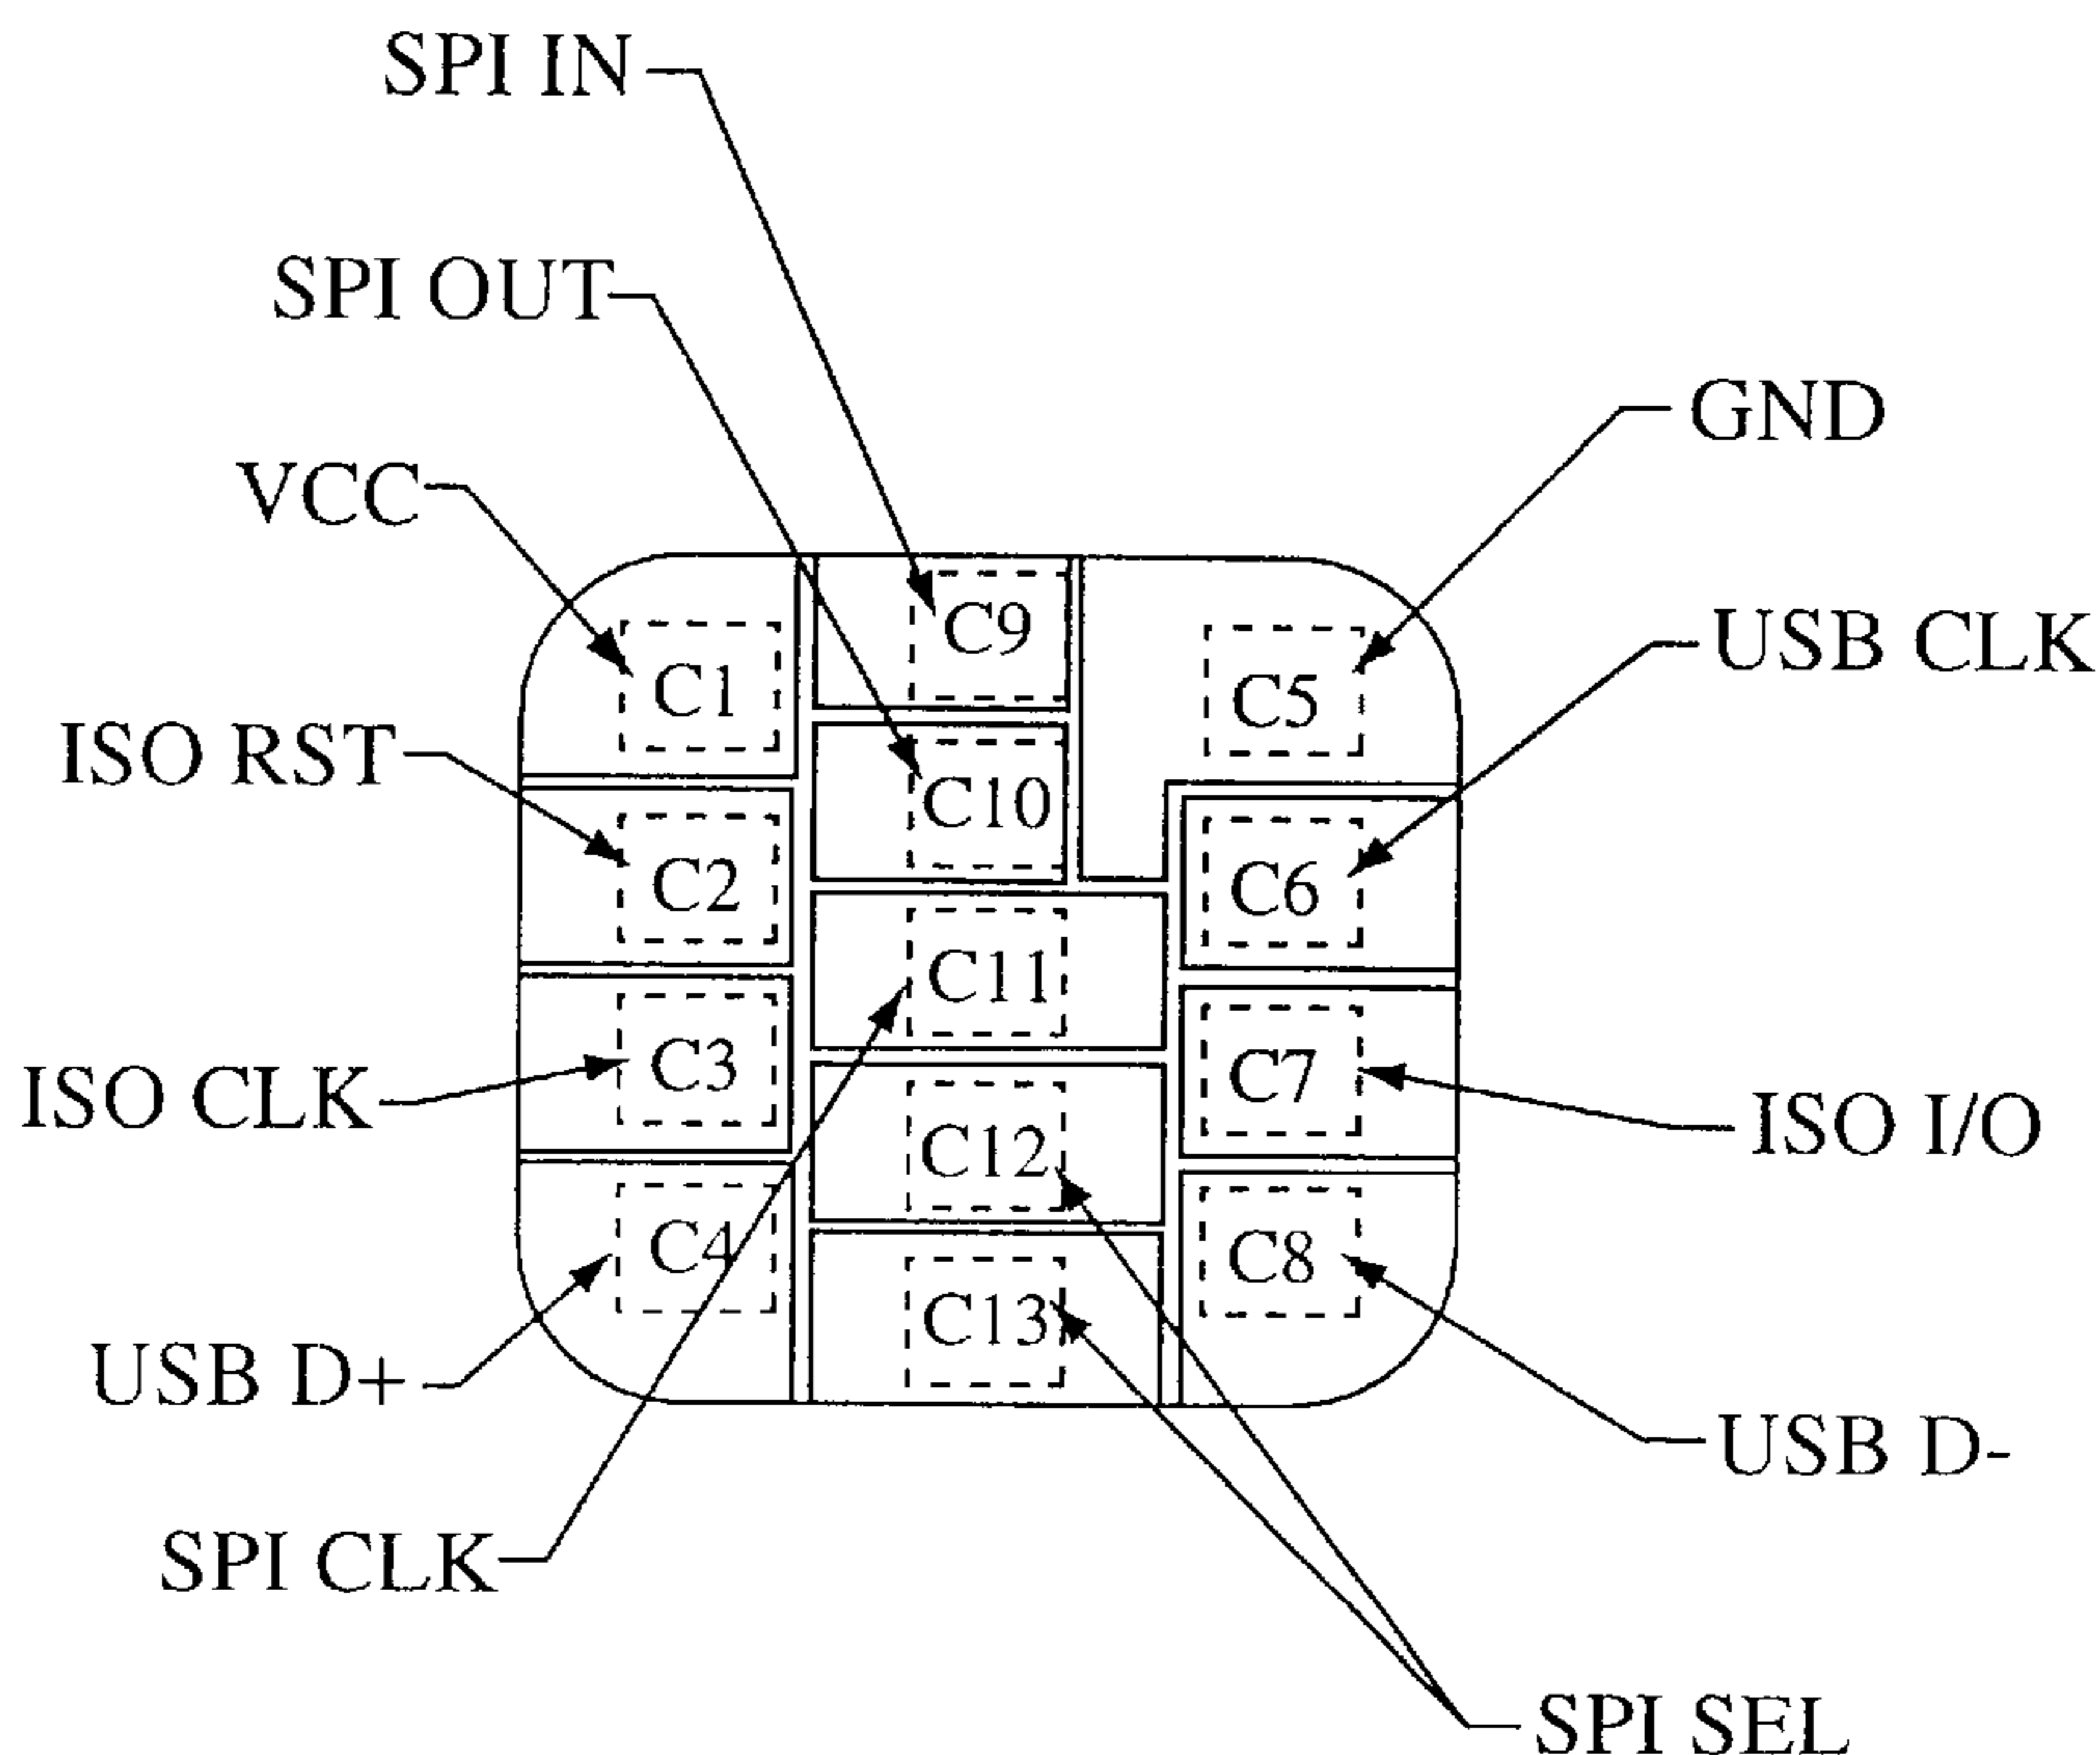 SPI IN
SPI OUT
GND
VCC
USB CLK
C9
C1
C5
ISO RST
C10
C2
C6
C11
C3
C7
ISO CLK
ISO I/O
C12
C4
C8
C13
USB D+
USB D-
SPI CLK
SPI SEL